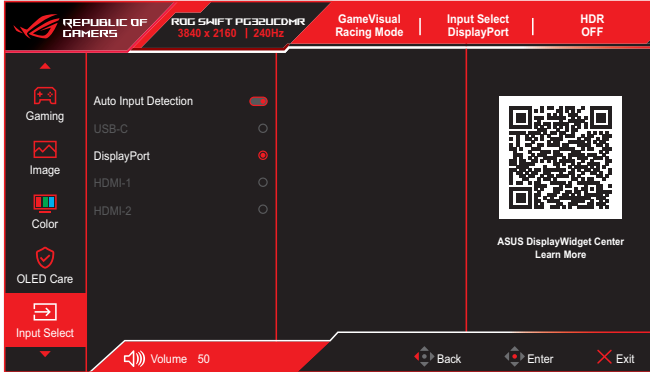 REPUBLIC OF
GAMERS
ROG SWIFT PG32UCDMR
3840 x 2160 | 240Hz
GameVisual
Racing Mode
Input Select
DisplayPort
HDR
OFF
Gaming
Image
Color
OLED Care
Input Select
Auto Input Detection
USB-C
DisplayPort
HDMI-1
HDMI-2
ASUS DisplayWidget Center
Learn More
Volume 50
Back
Enter
Exit